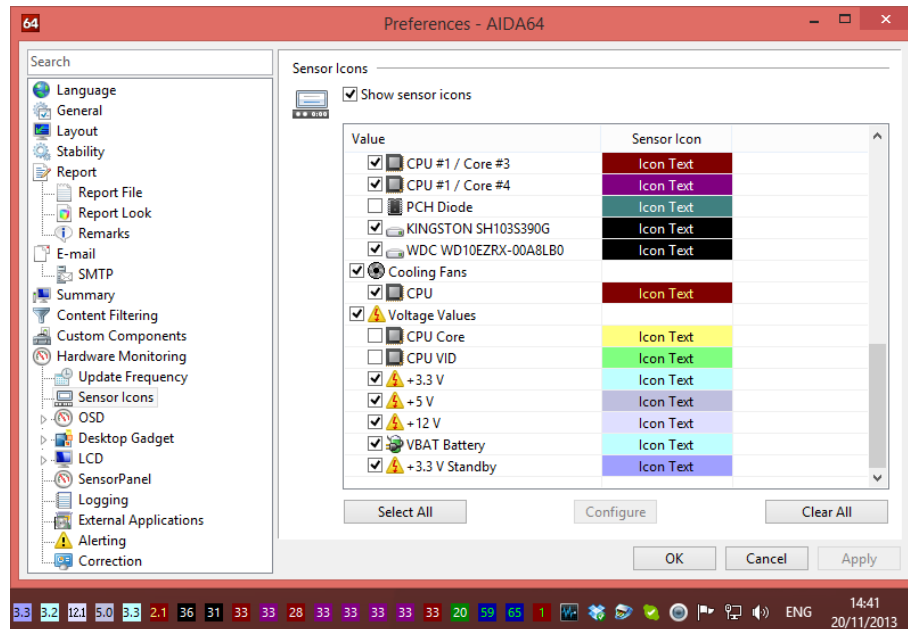 64
Preferences - AIDA64
Search
Language
General
Layout
Stability
Report
Report File
Report Look
Remarks
E-mail
SMTP
Summary
Content Filtering
Custom Components
Hardware Monitoring
Update Frequency
Sensor Icons
OSD
Desktop Gadget
LCD
SensorPanel
Logging
External Applications
Alerting
Correction
Sensor Icons
Show sensor icons
Value Sensor Icon
CPU #1 / Core #3 Icon Text
CPU #1 / Core #4 Icon Text
PCH Diode Icon Text
KINGSTON SH103S390G Icon Text
WDC WD10EZRX-00A8LB0 Icon Text
Cooling Fans
CPU Icon Text
Voltage Values
CPU Core Icon Text
CPU VID Icon Text
+3.3 V Icon Text
+5 V Icon Text
+12 V Icon Text
VBAT Battery Icon Text
+3.3 V Standby Icon Text
Select All Configure Clear All
OK Cancel Apply
3.3 3.2 12.1 5.0 3.3 2.1 36 31 33 33 28 33 33 33 33 33 20 59 65 1 ENG 14:41
20/11/2013